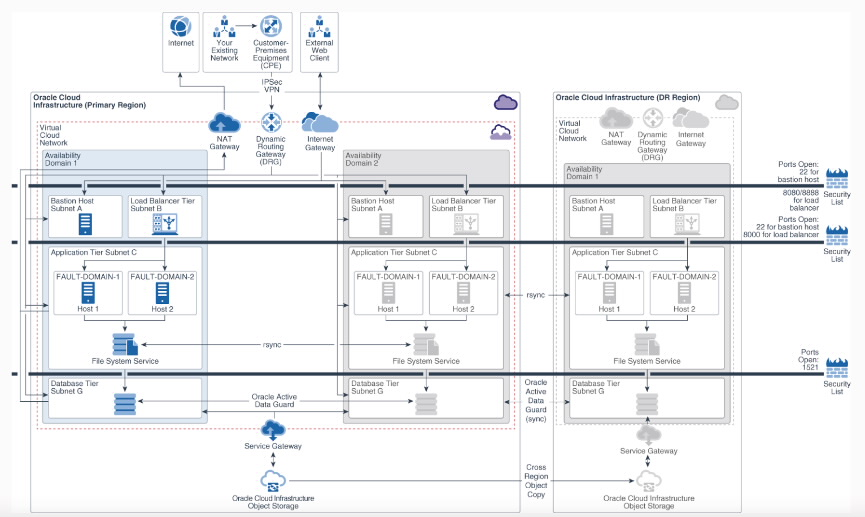 Internet
Your
Existing
Network
Customer-
Premises
Equipment
(CPE)
External
Web
Client
IPSec
VPN
Oracle Cloud
Infrastructure (Primary Region)
Oracle Cloud Infrastructure (DR Region)
Virtual
Cloud
Network
NAT
Gateway
Dynamic
Routing
Gateway
(DRG)
Internet
Gateway
Virtual
Cloud
Network
NAT
Gateway
Dynamic
Routing
Gateway
(DRG)
Internet
Gateway
Availability
Domain 1
Availability
Domain 2
Availability
Domain 1
Ports Open:
22 for
bastion host
Security
List
8080/8888
for load
balancer
Bastion Host
Subnet A
Load Balancer Tier
Subnet B
Bastion Host
Subnet A
Load Balancer Tier
Subnet B
Bastion Host
Subnet A
Load Balancer Tier
Subnet B
Ports Open:
22 for bastion host
8000 for load balancer
Security
List
Application Tier Subnet C
FAULT-DOMAIN-1
FAULT-DOMAIN-2
Host 1
Host 2
File System Service
Application Tier Subnet C
FAULT-DOMAIN-1
FAULT-DOMAIN-2
Host 1
Host 2
File System Service
Application Tier Subnet C
FAULT-DOMAIN-1
FAULT-DOMAIN-2
Host 1
Host 2
File System Service
rsync
rsync
Ports
Open:
1521
Security
List
Database Tier
Subnet G
Oracle Active
Data Guard
Database Tier
Subnet G
Oracle
Active
Data
Guard
(sync)
Database Tier
Subnet G
Service Gateway
Service Gateway
Cross
Region
Object
Copy
Oracle Cloud Infrastructure
Object Storage
Oracle Cloud Infrastructure
Object Storage